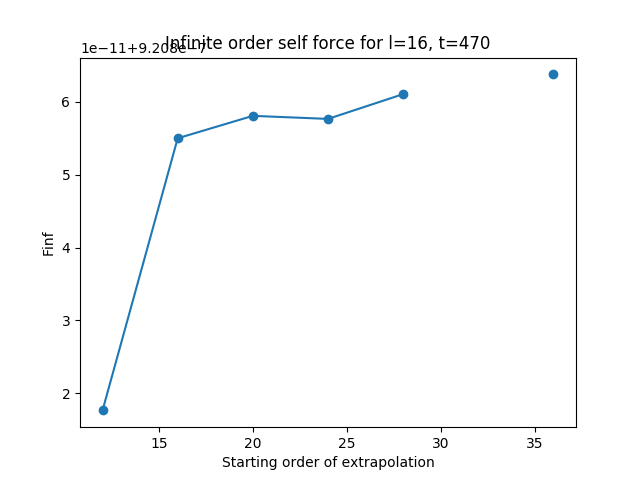 Infinite order self force for l=16, t=470
1e−11+9.208e−7
6
5
4
3
2
Finf
15 20 25 30 35
Starting order of extrapolation